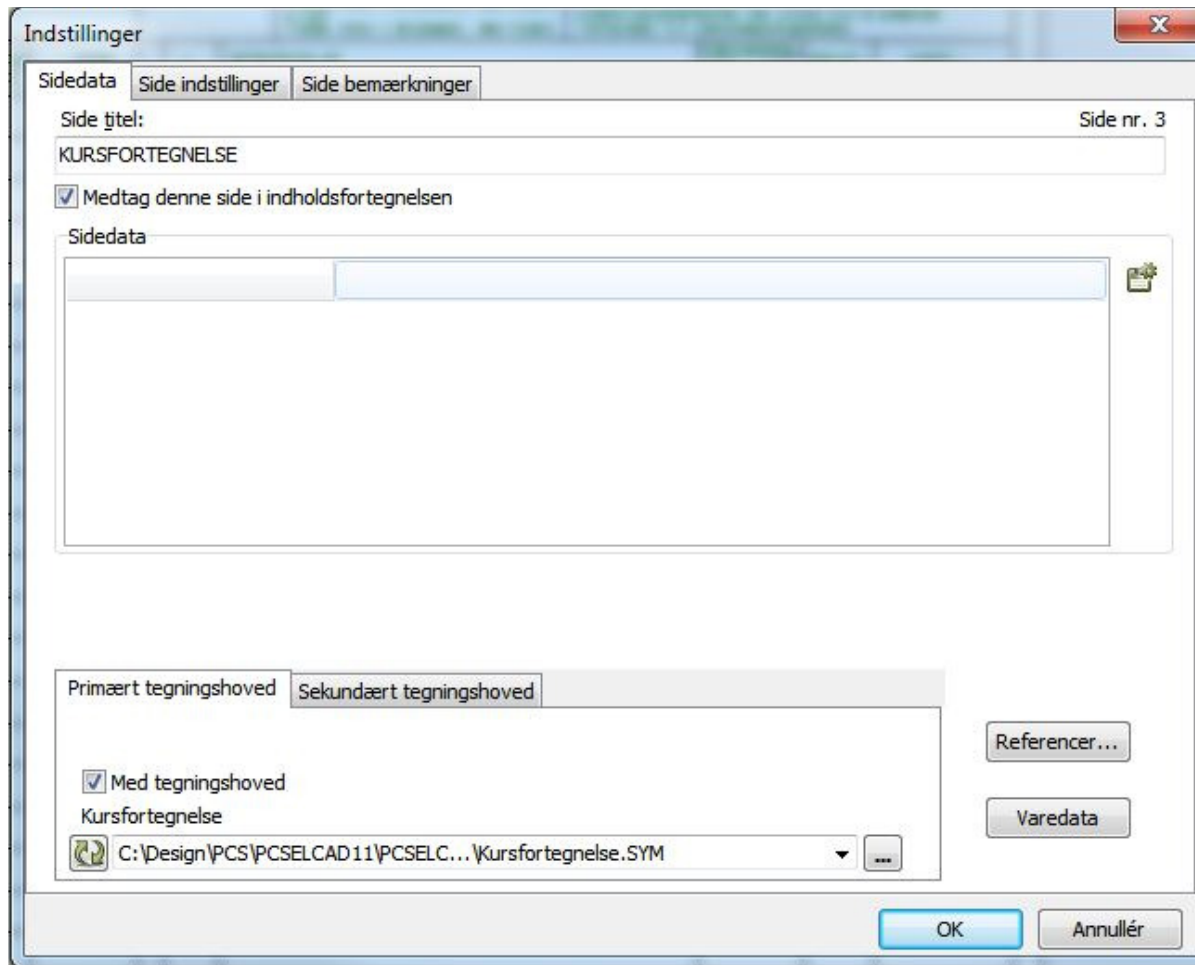 Indstillinger
Sidedata Side indstillinger Side bemærkninger
Side titel: Side nr. 3
KURSFORTEGNELSE
Medtag denne side i indholdsfortegnelsen
Sidedata
Primært tegningshoved Sekundært tegningshoved
Referencer...
Med tegningshoved
Kursfortegnelse
Varedata
C:\Design\PCS\PCSELCAD11\PCSELC...\Kursfortegnelse.SYM ...
OK Annullér